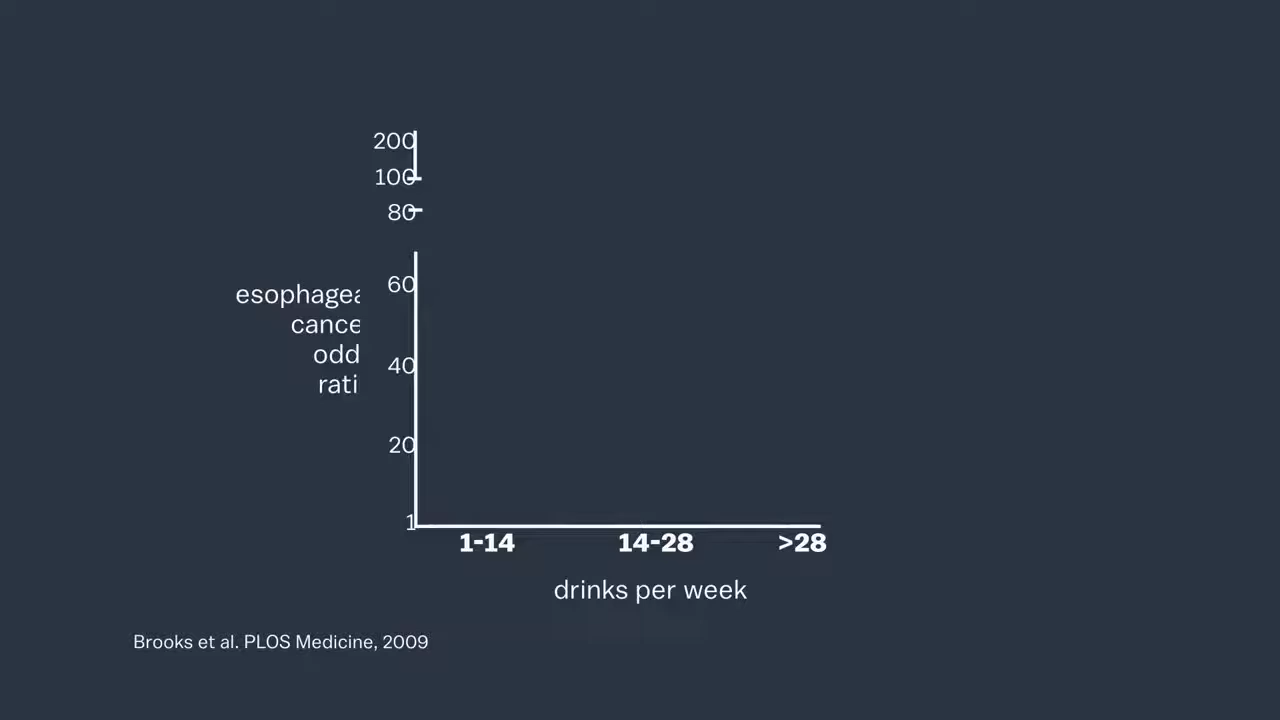 200
100
80
60
esophagea
cance
odd
rati
40
20
1
1-14 14-28 >28
drinks per week
Brooks et al. PLOS Medicine, 2009